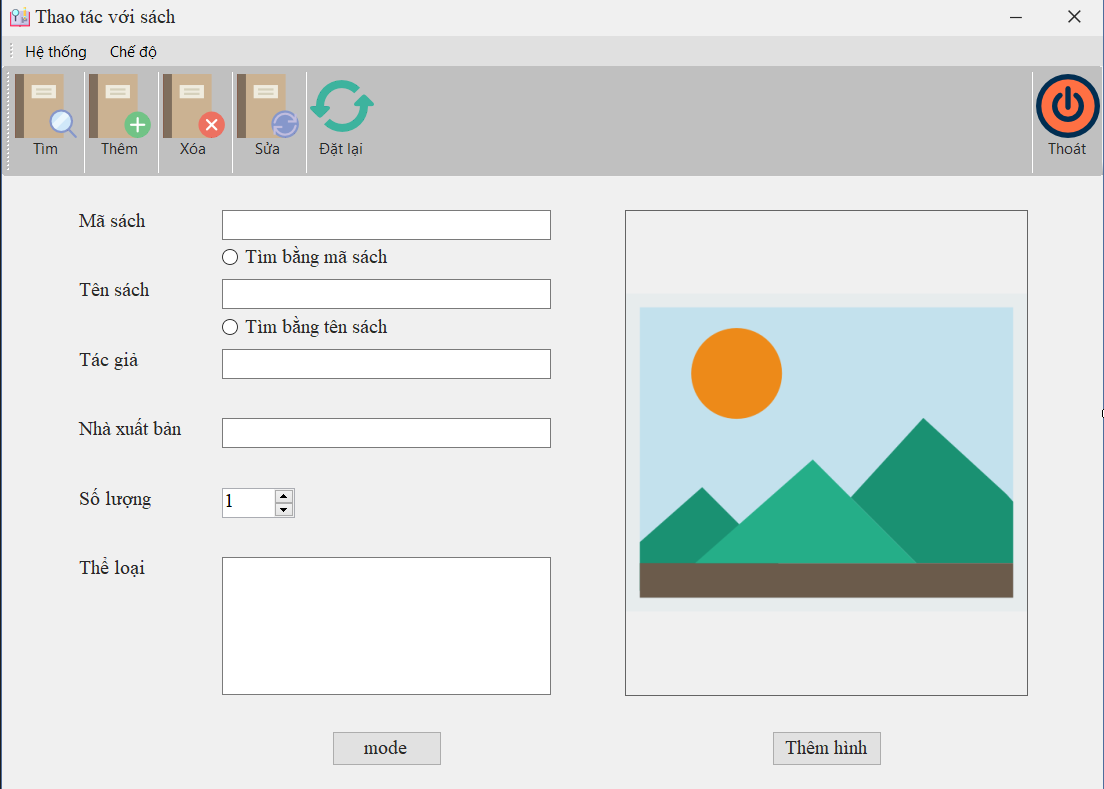 Thao tác với sách
Hệ thống Chế độ
Tìm Thêm Xóa Sửa Đặt lại Thoát
Mã sách
Tìm bằng mã sách
Tên sách
Tìm bằng tên sách
Tác giả
Nhà xuất bản
Số lượng 1
Thể loại
mode Thêm hình